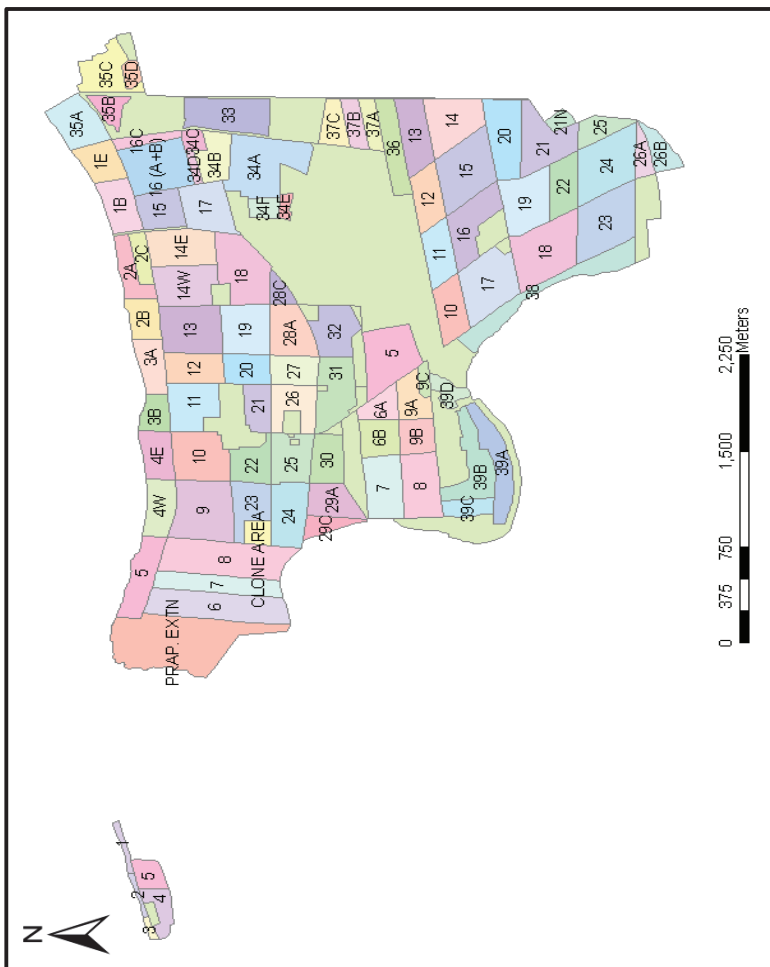 N
1
2
3
4
5
PRAP. EXTN
5
6
7
8
CLONE AREA
4W
4E
3B
3A
2B
2A
2C
1B
1E
35A
35B
35C
35D
9
10
11
12
13
14W
14E
15
16 (A+B)
16C
17
18
34D
34C
34B
34A
34F
34E
33
23
22
21
20
19
24
25
26
27
28A
28C
29C
29A
30
31
32
5
6A
6B
7
8
9B
9A
9C
39D
39C
39B
39A
37C
37B
37A
36
10
11
12
13
14
15
16
17
18
19
20
21
21N
22
23
24
25
26A
26B
38
0 375 750 1,500 2,250
Meters